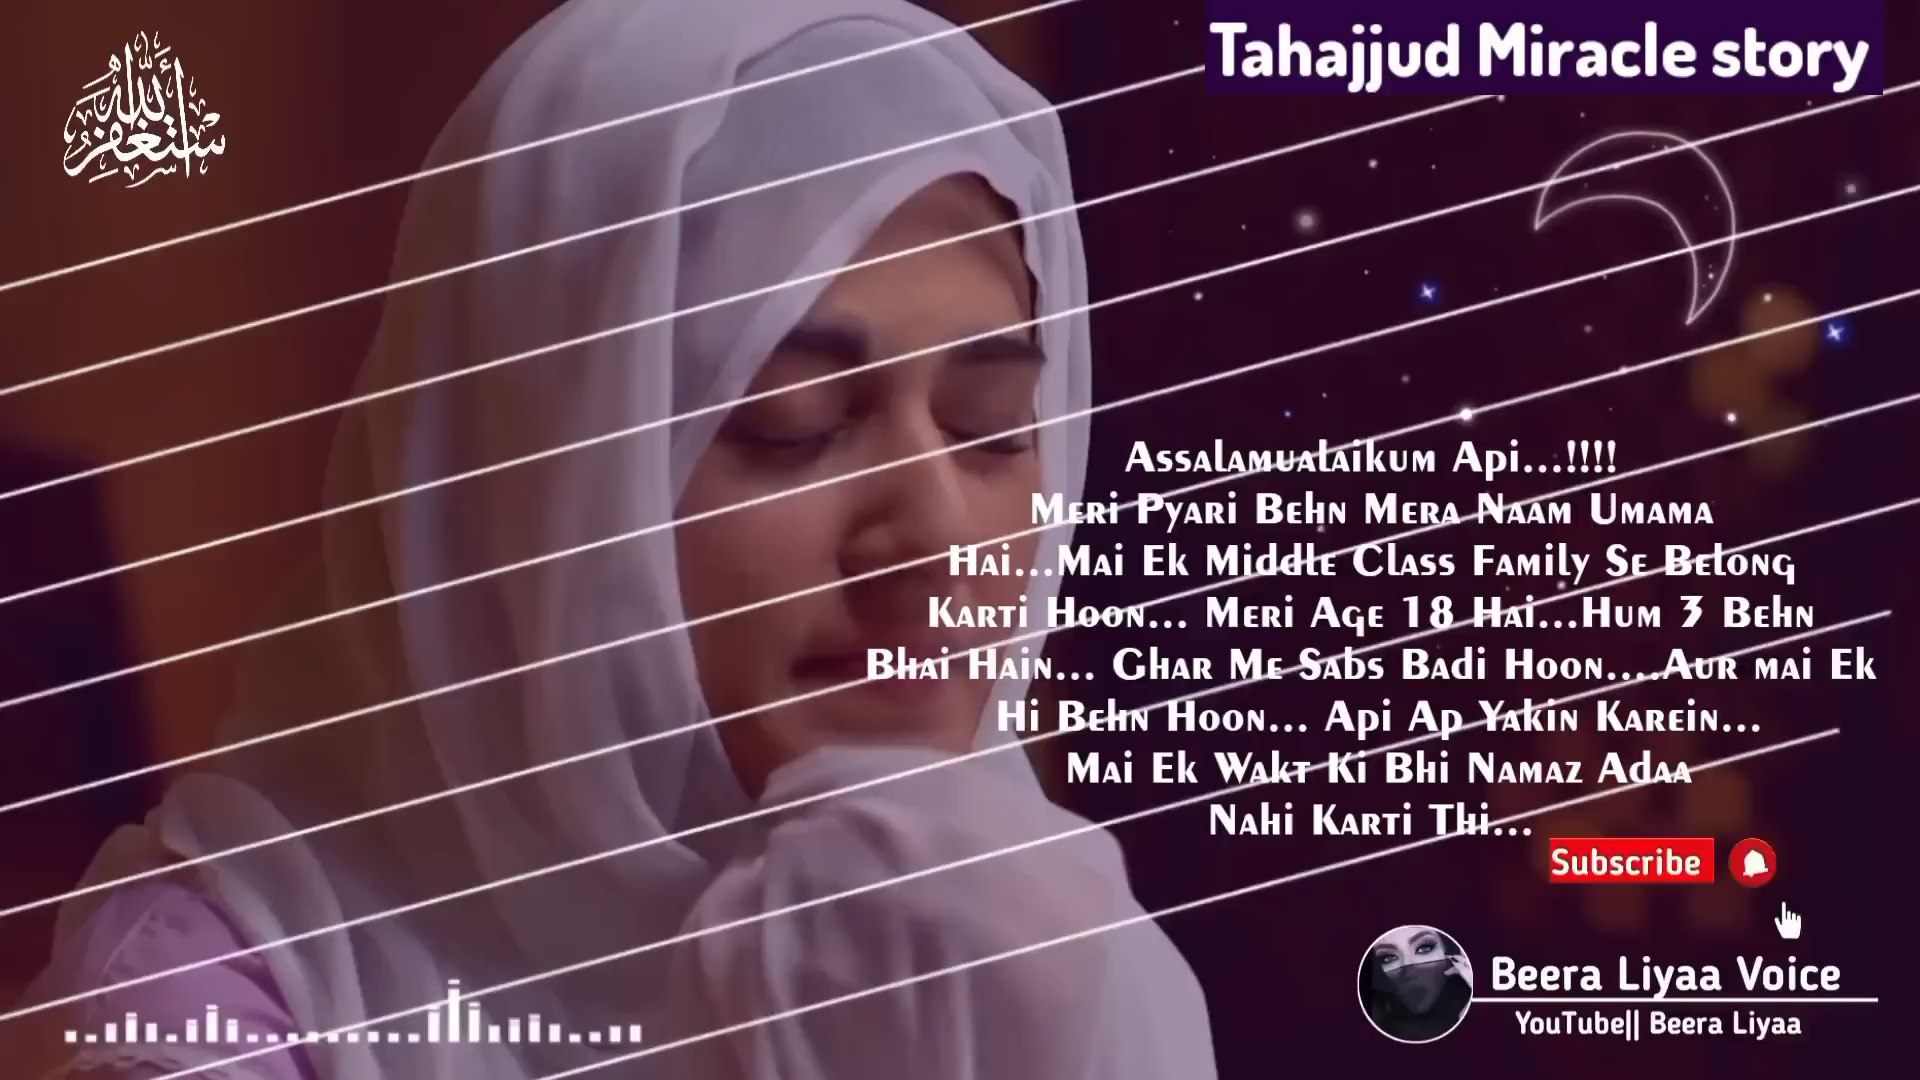 أستغفر الله
Tahajjud Miracle story
Assalamualaikum Api...!!!!
Meri Pyari Behn Mera Naam Umama
Hai...Mai Ek Middle Class Family Se Belong
Karti Hoon... Meri Age 18 Hai...Hum 3 Behn
Bhai Hain... Ghar Me Sabs Badi Hoon....Aur mai Ek
Hi Behn Hoon... Api Ap Yakin Karein...
Mai Ek Wakt Ki Bhi Namaz Adaa
Nahi Karti Thi...
Subscribe
Beera Liyaa Voice
YouTube|| Beera Liyaa